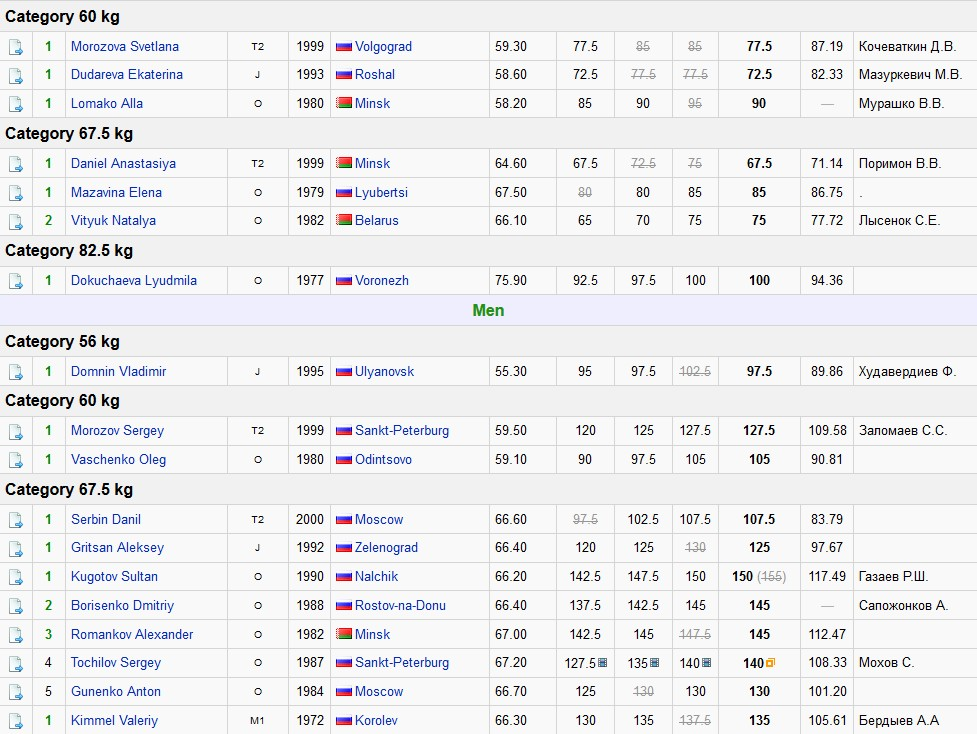 Category 60 kg
1 Morozova Svetlana T2 1999 Volgograd 59.30 77.5 85 85 77.5 87.19 Кочеваткин Д.В.
1 Dudareva Ekaterina J 1993 Roshal 58.60 72.5 77.5 77.5 72.5 82.33 Мазуркевич М.В.
1 Lomako Alla O 1980 Minsk 58.20 85 90 95 90 — Мурашко В.В.
Category 67.5 kg
1 Daniel Anastasiya T2 1999 Minsk 64.60 67.5 72.5 75 67.5 71.14 Поримон В.В.
1 Mazavina Elena O 1979 Lyubertsi 67.50 80 80 85 85 86.75 .
2 Vityuk Natalya O 1982 Belarus 66.10 65 70 75 75 77.72 Лысенок С.Е.
Category 82.5 kg
1 Dokuchaeva Lyudmila O 1977 Voronezh 75.90 92.5 97.5 100 100 94.36
Men
Category 56 kg
1 Domnin Vladimir J 1995 Ulyanovsk 55.30 95 97.5 102.5 97.5 89.86 Худавердиев Ф.
Category 60 kg
1 Morozov Sergey T2 1999 Sankt-Peterburg 59.50 120 125 127.5 127.5 109.58 Заломаев С.С.
1 Vaschenko Oleg O 1980 Odintsovo 59.10 90 97.5 105 105 90.81
Category 67.5 kg
1 Serbin Danil T2 2000 Moscow 66.60 97.5 102.5 107.5 107.5 83.79
1 Gritsan Aleksey J 1992 Zelenograd 66.40 120 125 130 125 97.67
1 Kugotov Sultan O 1990 Nalchik 66.20 142.5 147.5 150 150 (155) 117.49 Газаев Р.Ш.
2 Borisenko Dmitriy O 1988 Rostov-na-Donu 66.40 137.5 142.5 145 145 — Сапожонков А.
3 Romankov Alexander O 1982 Minsk 67.00 142.5 145 147.5 145 112.47
4 Tochilov Sergey O 1987 Sankt-Peterburg 67.20 127.5 135 140 140 108.33 Мохов С.
5 Gunenko Anton O 1984 Moscow 66.70 125 130 130 130 101.20
1 Kimmel Valeriy M1 1972 Korolev 66.30 130 135 137.5 135 105.61 Бердыев А.А